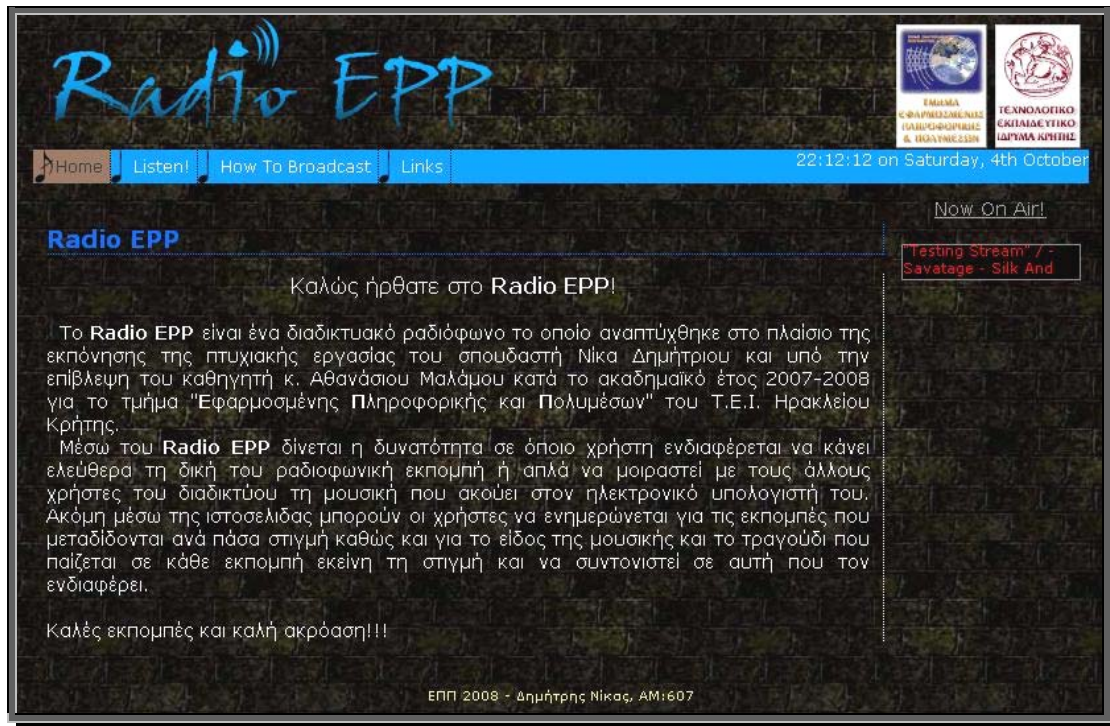 Radio EPP
ΤΜΗΜΑ
ΕΦΑΡΜΟΣΜΕΝΗΣ
ΠΛΗΡΟΦΟΡΙΚΗΣ
& ΠΟΛΥΜΕΣΩΝ
ΤΕΧΝΟΛΟΓΙΚΟ
ΕΚΠΑΙΔΕΥΤΙΚΟ
ΙΔΡΥΜΑ ΚΡΗΤΗΣ
Home Listen! How To Broadcast Links 22:12:12 on Saturday, 4th October
Now On Air!
"Testing Stream" / -
Savatage - Silk And
Radio EPP
Καλώς ήρθατε στο Radio EPP!
Το Radio EPP είναι ένα διαδικτυακό ραδιόφωνο το οποίο αναπτύχθηκε στο πλαίσιο της
εκπόνησης της πτυχιακής εργασίας του σπουδαστή Νίκα Δημήτριου και υπό την
επίβλεψη του καθηγητή κ. Αθανάσιου Μαλάμου κατά το ακαδημαϊκό έτος 2007-2008
για το τμήμα "Εφαρμοσμένης Πληροφορικής και Πολυμέσων" του Τ.Ε.Ι. Ηρακλείου
Κρήτης.
Μέσω του Radio EPP δίνεται η δυνατότητα σε όποιο χρήστη ενδιαφέρεται να κάνει
ελεύθερα τη δική του ραδιοφωνική εκπομπή ή απλά να μοιραστεί με τους άλλους
χρήστες του διαδικτύου τη μουσική που ακούει στον ηλεκτρονικό υπολογιστή του.
Ακόμη μέσω της ιστοσελιδας μπορούν οι χρήστες να ενημερώνεται για τις εκπομπές που
μεταδίδονται ανά πάσα στιγμή καθώς και για το είδος της μουσικής και το τραγούδι που
παίζεται σε κάθε εκπομπή εκείνη τη στιγμή και να συντονιστεί σε αυτή που τον
ενδιαφέρει.
Καλές εκπομπές και καλή ακρόαση!!!
ΕΠΠ 2008 - Δημήτρης Νίκας, ΑΜ:607